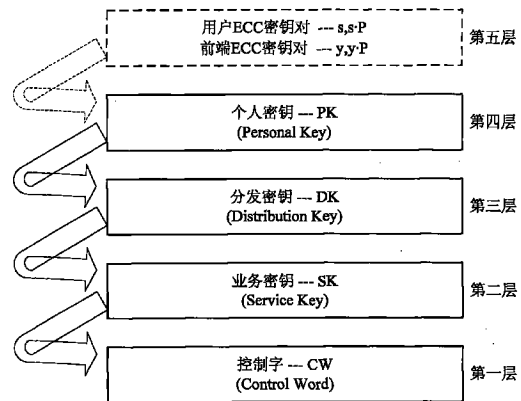 用户ECC密钥对 --- s,s·P
前端ECC密钥对 --- y,y·P
第五层
个人密钥 --- PK
(Personal Key)
第四层
分发密钥 --- DK
(Distribution Key)
第三层
业务密钥 --- SK
(Service Key)
第二层
控制字 --- CW
(Control Word)
第一层